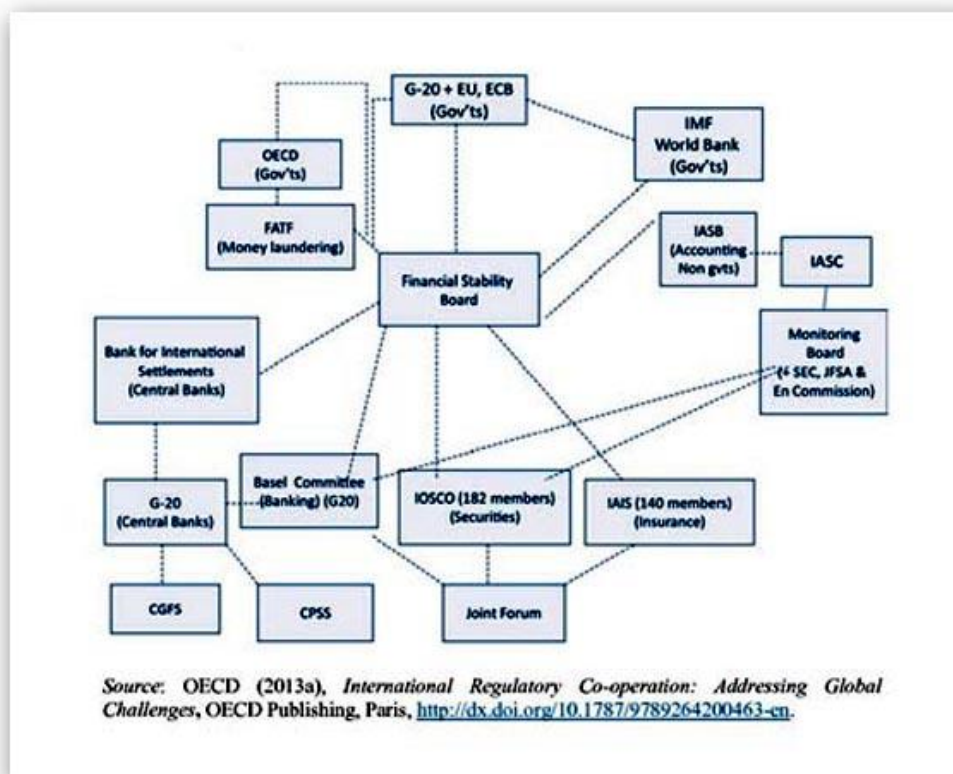 G-20 + EU, ECB
(Gov'ts)
IMF
World Bank
(Gov'ts)
OECD
(Gov'ts)
FATF
(Money laundering)
IASB
(Accounting
Non gvts)
IASC
Financial Stability
Board
Bank for International
Settlements
(Central Banks)
Monitoring
Board
(+ SEC, JFSA &
En Commission)
G-20
(Central Banks)
Basel Committee
(Banking) (G20)
IOSCO (182 members)
(Securities)
IAIS (140 members)
(Insurance)
CGFS
CPSS
Joint Forum
Source: OECD (2013a), International Regulatory Co-operation: Addressing Global
Challenges, OECD Publishing, Paris, http://dx.doi.org/10.1787/9789264200463-en.